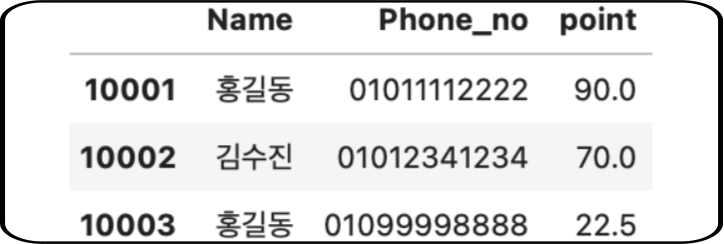 Name Phone_no point
10001 홍길동 01011112222 90.0
10002 김수진 01012341234 70.0
10003 홍길동 01099998888 22.5